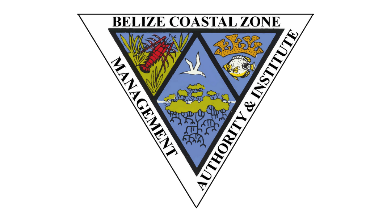 BELIZE COASTAL ZONE
MANAGEMENT
AUTHORITY & INSTITUTE